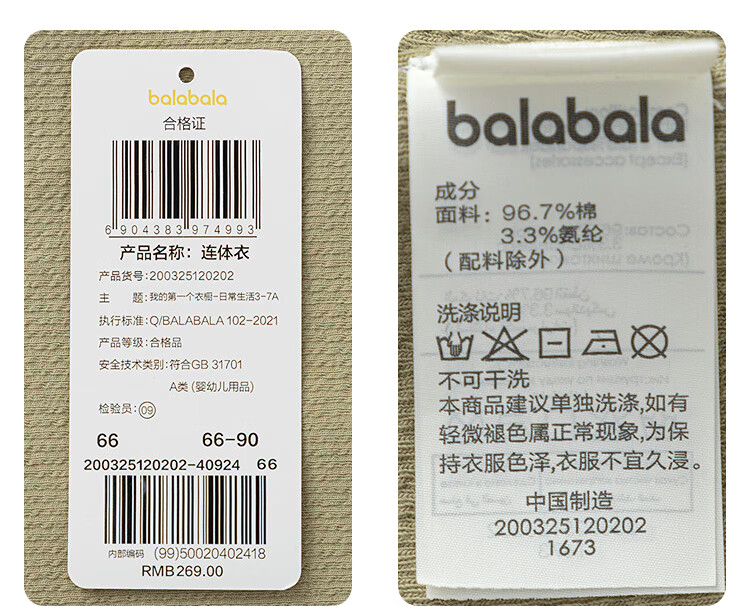 balabala
合格证
6 904383 974993
产品名称：连体衣
产品货号:200325120202
主 题:我的第一个衣橱-日常生活3-7A
执行标准:Q/BALABALA 102-2021
产品等级:合格品
安全技术类别:符合GB 31701
A类 (婴幼儿用品)
检验员:09
66 66-90
200325120202-40924 66
内部编码 (99)50020402418
RMB269.00
balabala
成分
面料：96.7%棉
3.3%氨纶
（配料除外）
洗涤说明
不可干洗
本商品建议单独洗涤,如有
轻微褪色属正常现象,为保
持衣服色泽,衣服不宜久浸。
中国制造
200325120202
1673